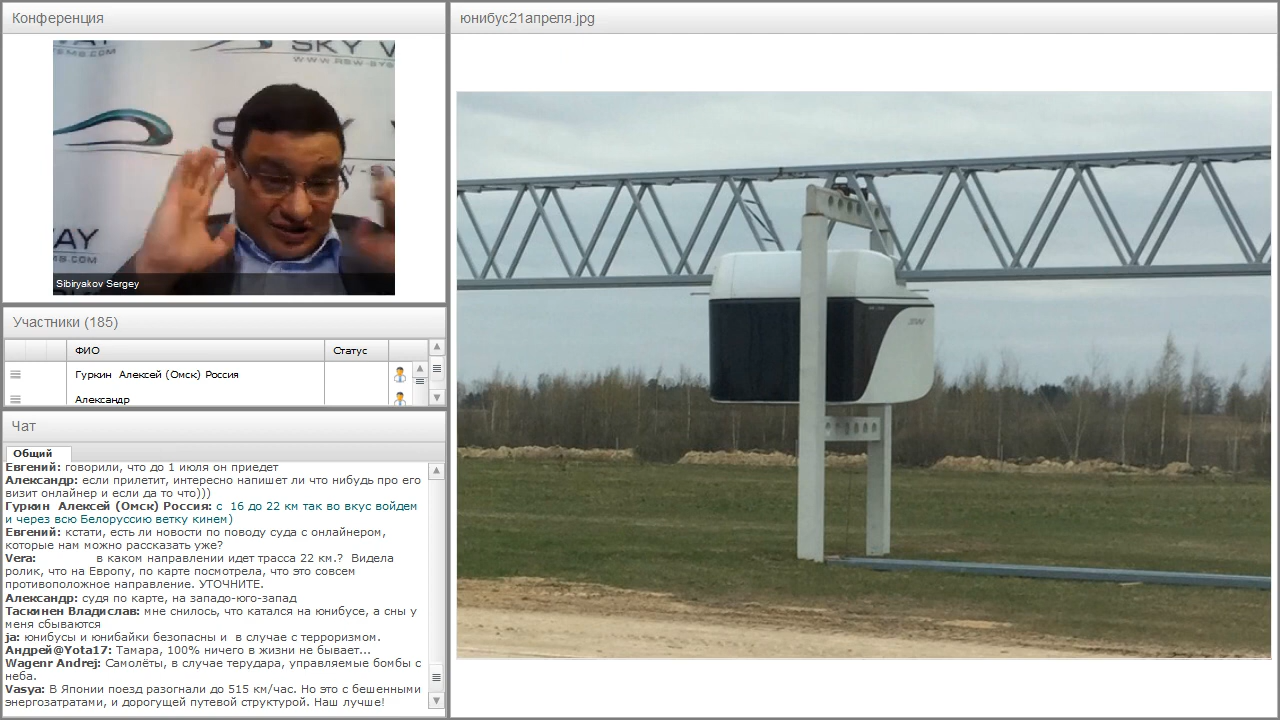 Конференция
SKY WAY
WWW.RSW-SYSTEMS.COM
Sibiryakov Sergey
Участники (185)
ФИО
Статус
Гуркин Алексей (Омск) Россия
Александр
Чат
Общий
Евгений: говорили, что до 1 июля он приедет
Александр: если прилетит, интересно напишет ли что нибудь про его
визит онлайнер и если да то что)))
Гуркин Алексей (Омск) Россия: с 16 до 22 км так во вкус войдем
и через всю Белоруссию ветку кинем)
Евгений: кстати, есть ли новости по поводу суда с онлайнером,
которые нам можно рассказать уже?
Vera: в каком направлении идет трасса 22 км.? Видела
ролик, что на Европу, по карте посмотрела, что это совсем
противоположное направление. УТОЧНИТЕ.
Александр: судя по карте, на западо-юго-запад
Таскинен Владислав: мне снилось, что катался на юнибусе, а сны у
меня сбываются
ja: юнибусы и юнибайки безопасны и в случае с терроризмом.
Андрей@Yota17: Тамара, 100% ничего в жизни не бывает...
Wagenr Andrej: Самолёты, в случае терудара, управляемые бомбы с
неба.
Vasya: В Японии поезд разогнали до 515 км/час. Но это с бешенными
энергозатратами, и дорогущей путевой структурой. Наш лучше!
юнибус21апреля.jpg